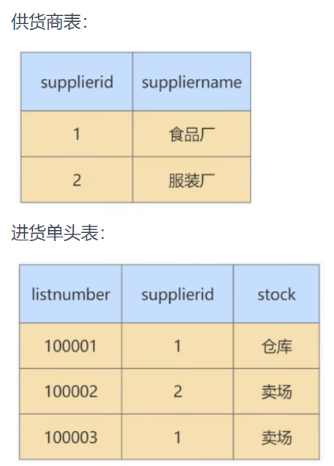 供货商表：
supplierid suppliername
1 食品厂
2 服装厂
进货单头表：
listnumber supplierid stock
100001 1 仓库
100002 2 卖场
100003 1 卖场